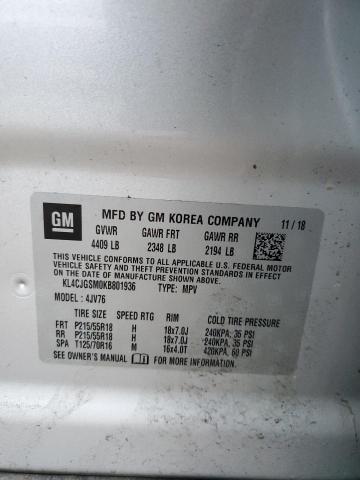 GM
MFD BY GM KOREA COMPANY
11 / 18
GVWR GAWR FRT GAWR RR
4409 LB 2348 LB 2194 LB
THIS VEHICLE CONFORMS TO ALL APPLICABLE U.S. FEDERAL MOTOR
VEHICLE SAFETY, BUMPER, AND THEFT PREVENTION STANDARDS
IN EFFECT ON THE DATE OF MANUFACTURE SHOWN ABOVE.
KL4CJGSM0KB801936 TYPE: MPV
MODEL: 4JV76
TIRE SIZE SPEED RTG RIM COLD TIRE PRESSURE
FRT P215/55R18 H 18x7.0J 240KPA, 35 PSI
RR P215/55R18 H 18x7.0J 240KPA, 35 PSI
SPA T125/70R16 M 16x4.0T 420KPA, 60 PSI
SEE OWNER'S MANUAL FOR MORE INFORMATION.